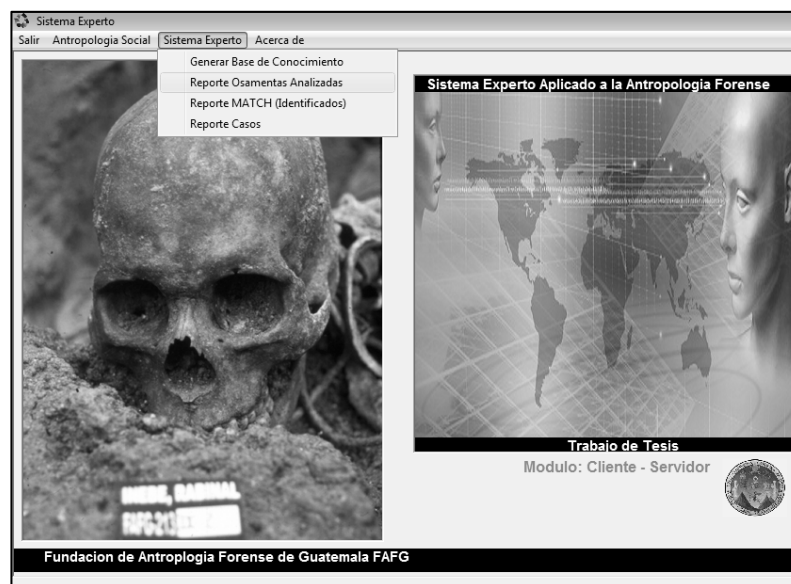 Sistema Experto
Salir Antropologia Social Sistema Experto Acerca de
Generar Base de Conocimiento
Reporte Osamentas Analizadas
Reporte MATCH (Identificados)
Reporte Casos
Sistema Experto Aplicado a la Antropologia Forense
Trabajo de Tesis
Modulo: Cliente - Servidor
RABINAL
FAFG-213
Fundacion de Antroplogia Forense de Guatemala FAFG